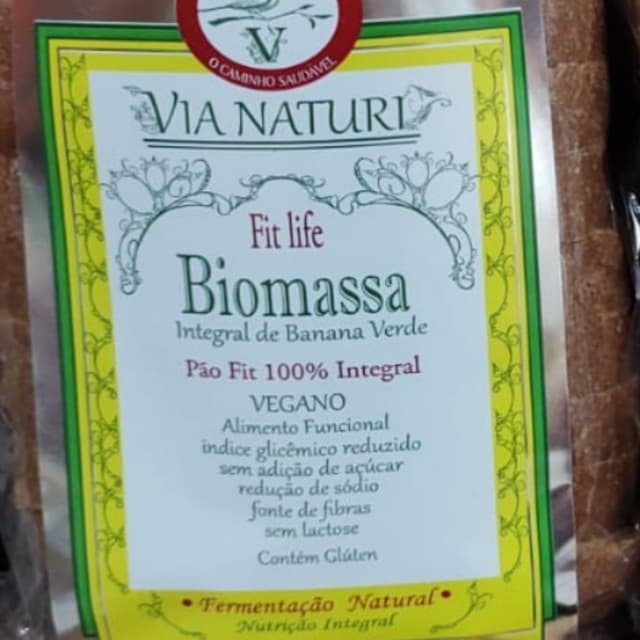 V
O CAMINHO SAUDÁVEL
VIA NATURI
Fit life
Biomassa
Integral de Banana Verde
Pão Fit 100% Integral
VEGANO
Alimento Funcional
índice glicêmico reduzido
sem adição de açúcar
redução de sódio
fonte de fibras
sem lactose
Contém Glúten
• Fermentação Natural •
Nutrição Integral